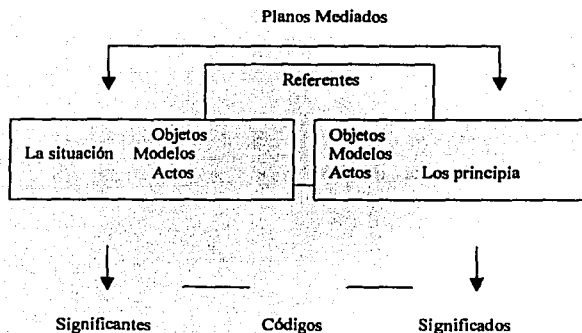 Planos Mediados
Referentes
Objetos
La situación Modelos
Actos
Objetos
Modelos
Actos Los principia
Significantes Códigos Significados